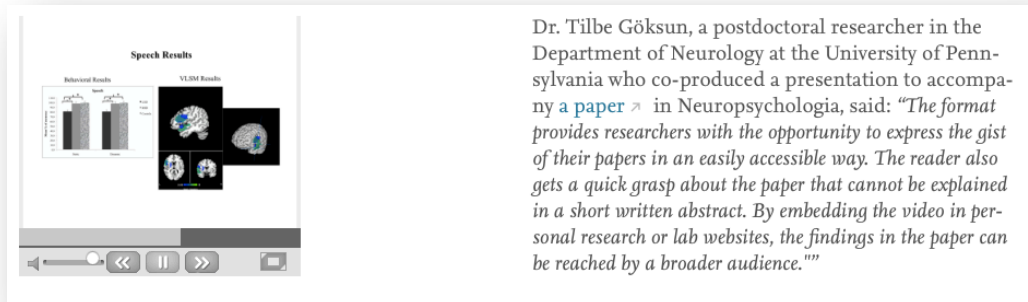 Speech Results
Behavioral Results
VLSM Results
Speech
Dr. Tilbe Göksun, a postdoctoral researcher in the
Department of Neurology at the University of Penn-
sylvania who co-produced a presentation to accompa-
ny a paper ↗ in Neuropsychologia, said: “The format
provides researchers with the opportunity to express the gist
of their papers in an easily accessible way. The reader also
gets a quick grasp about the paper that cannot be explained
in a short written abstract. By embedding the video in per-
sonal research or lab websites, the findings in the paper can
be reached by a broader audience."”